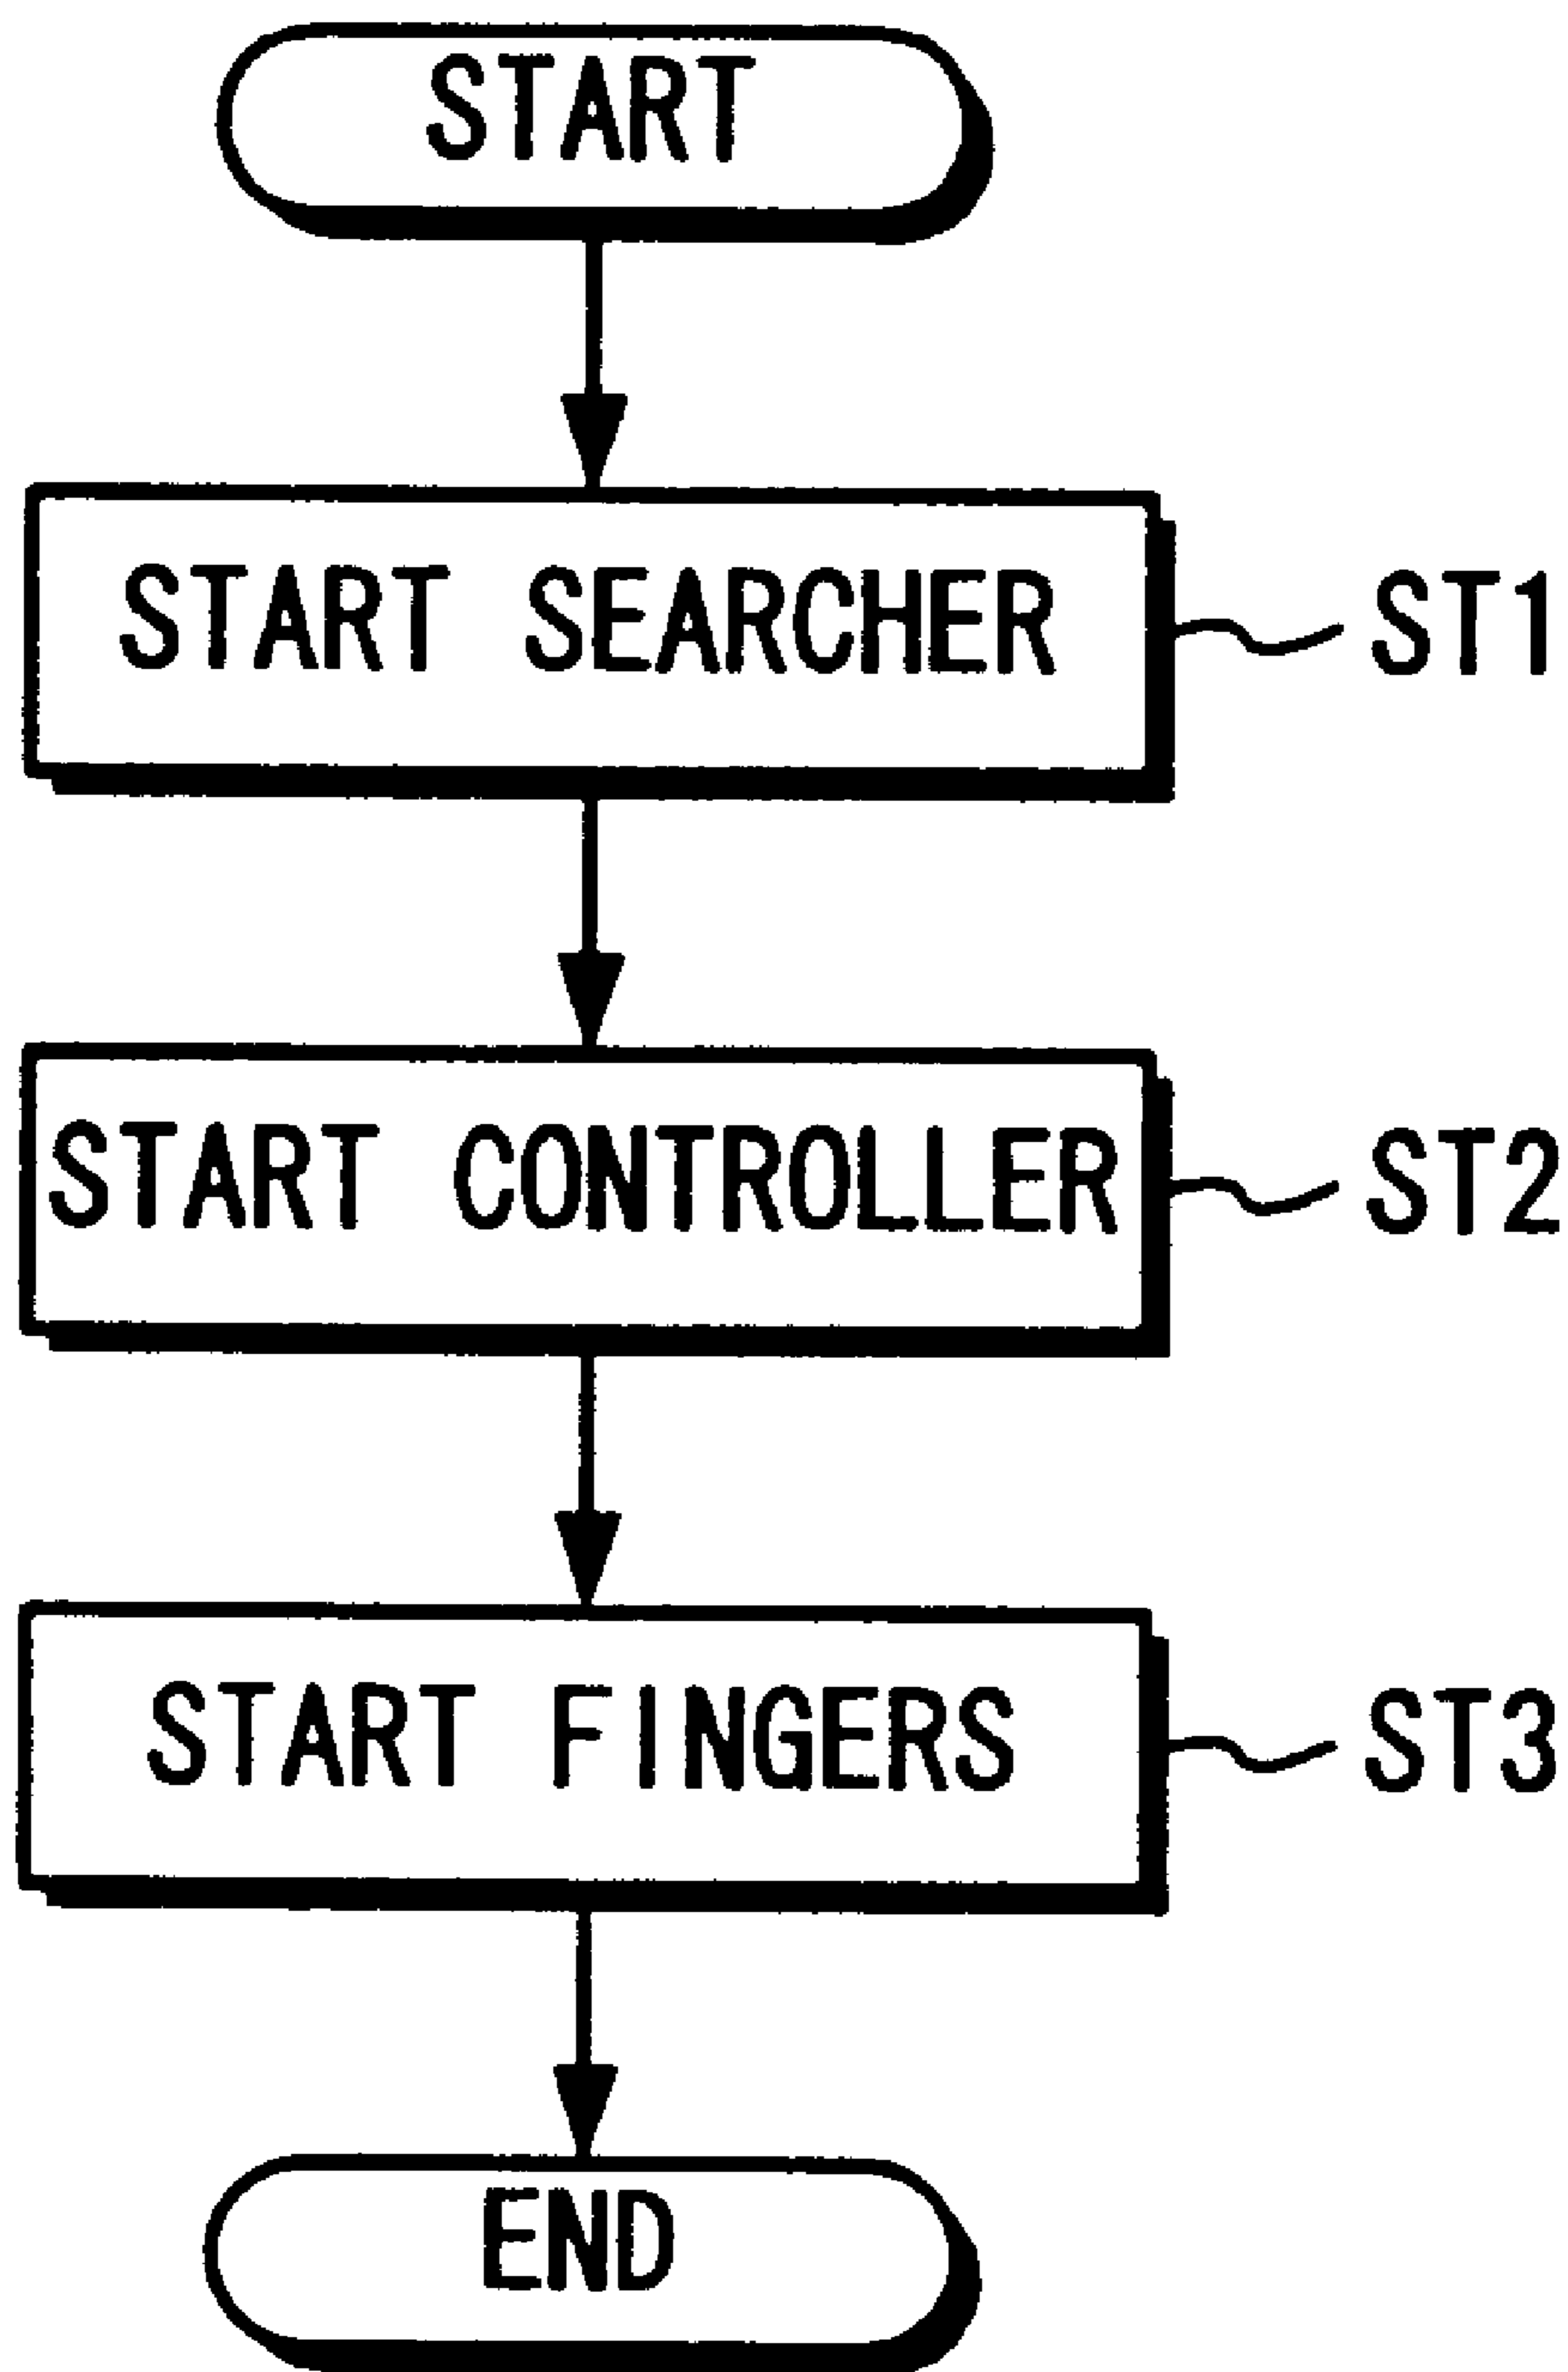 START
START SEARCHER
ST1
START CONTROLLER
ST2
START FINGERS
ST3
END